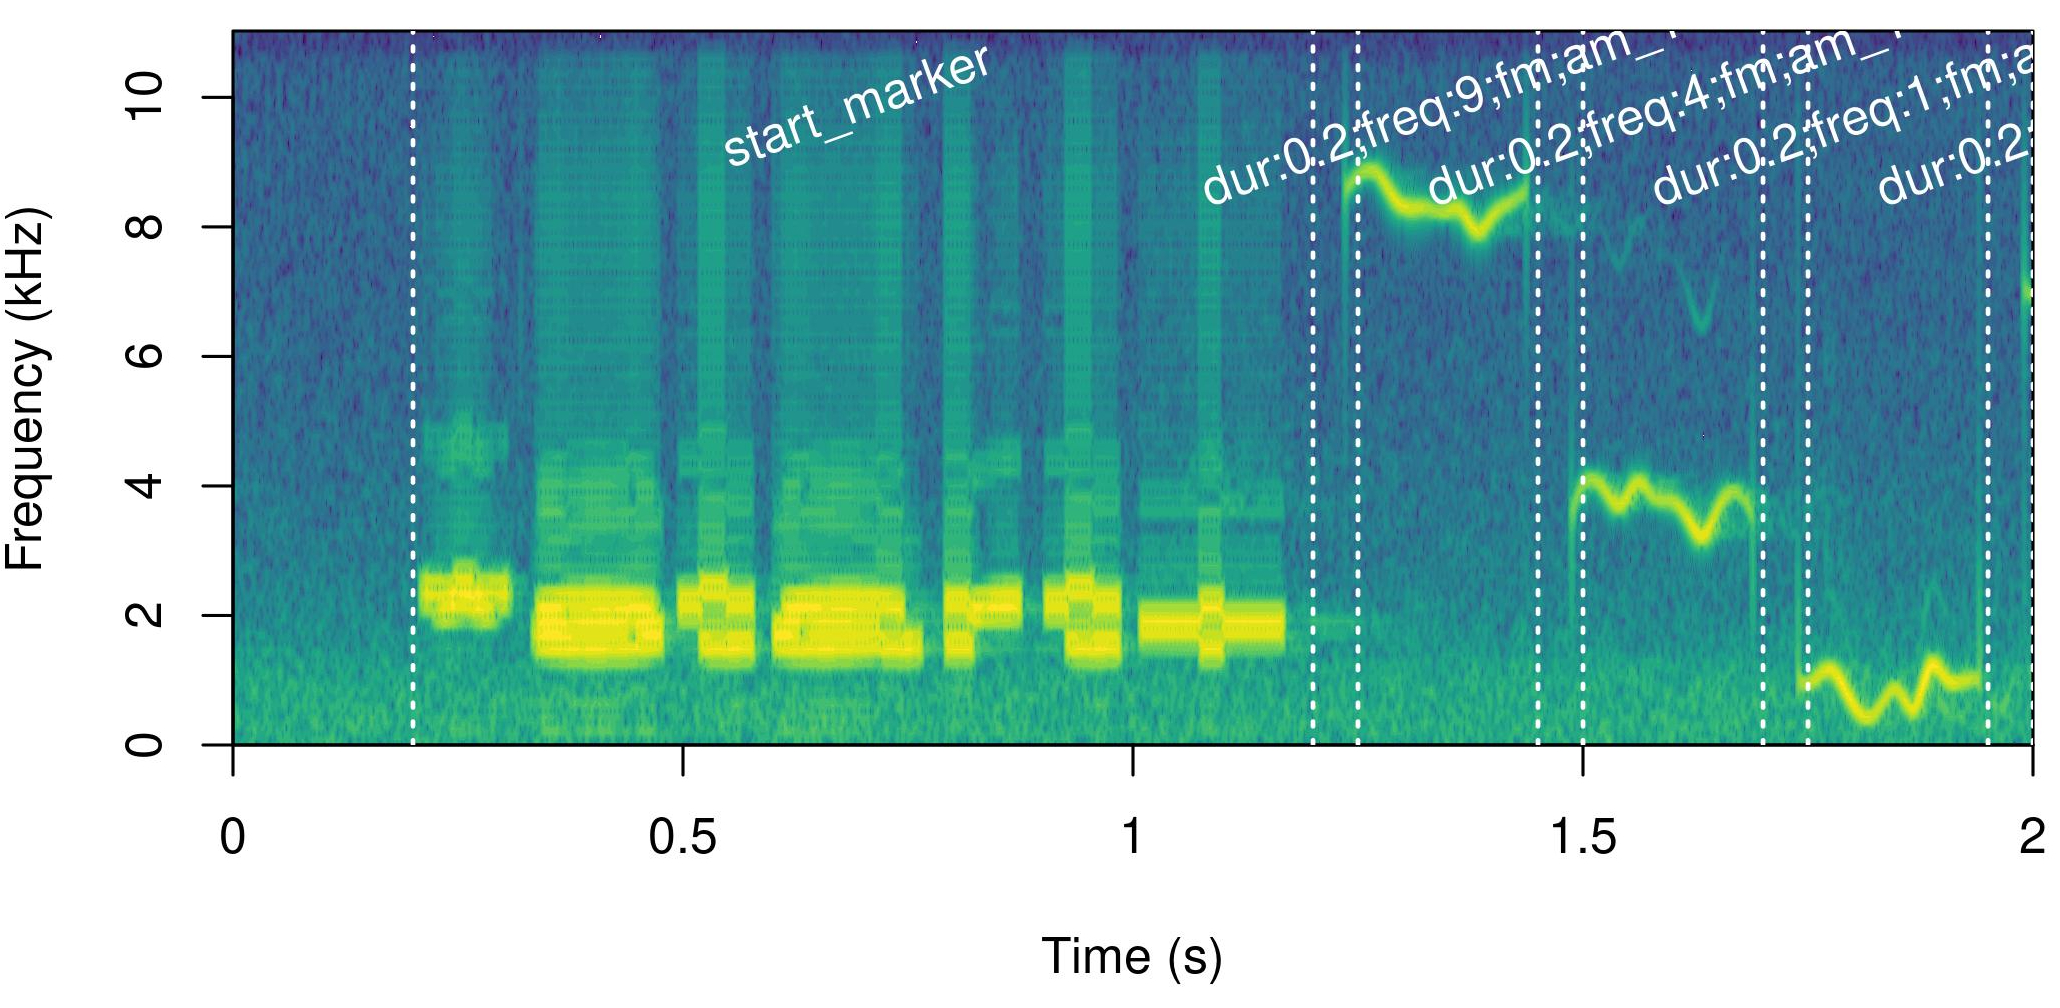 start_marker
dur:0.2;freq:9;fm;am_
dur:0.2;freq:4;fm;am_
dur:0.2;freq:1;fm;a
dur:0.2;
Frequency (kHz)
10
8
6
4
2
0
0 0.5 1 1.5 2
Time (s)